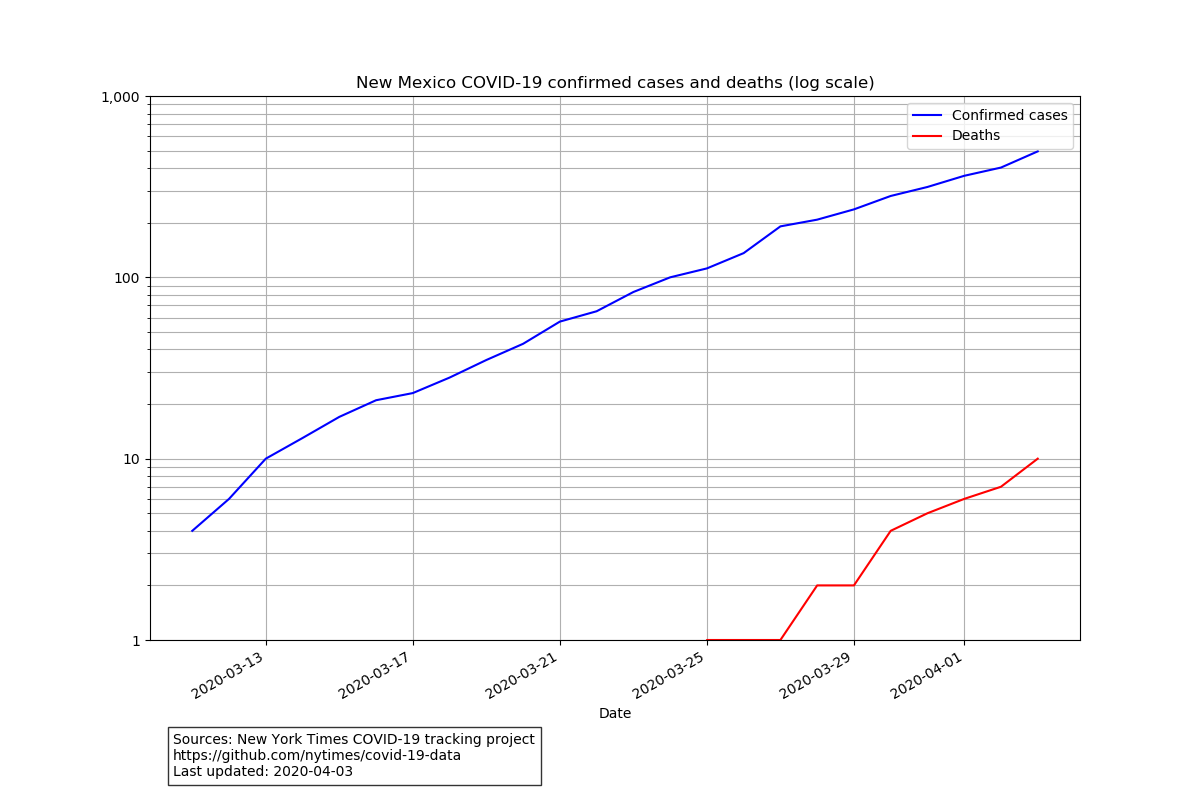 New Mexico COVID-19 confirmed cases and deaths (log scale)
1,000
100
10
1
Confirmed cases
Deaths
2020-03-13
2020-03-17
2020-03-21
2020-03-25
2020-03-29
2020-04-01
Date
Sources: New York Times COVID-19 tracking project
https://github.com/nytimes/covid-19-data
Last updated: 2020-04-03